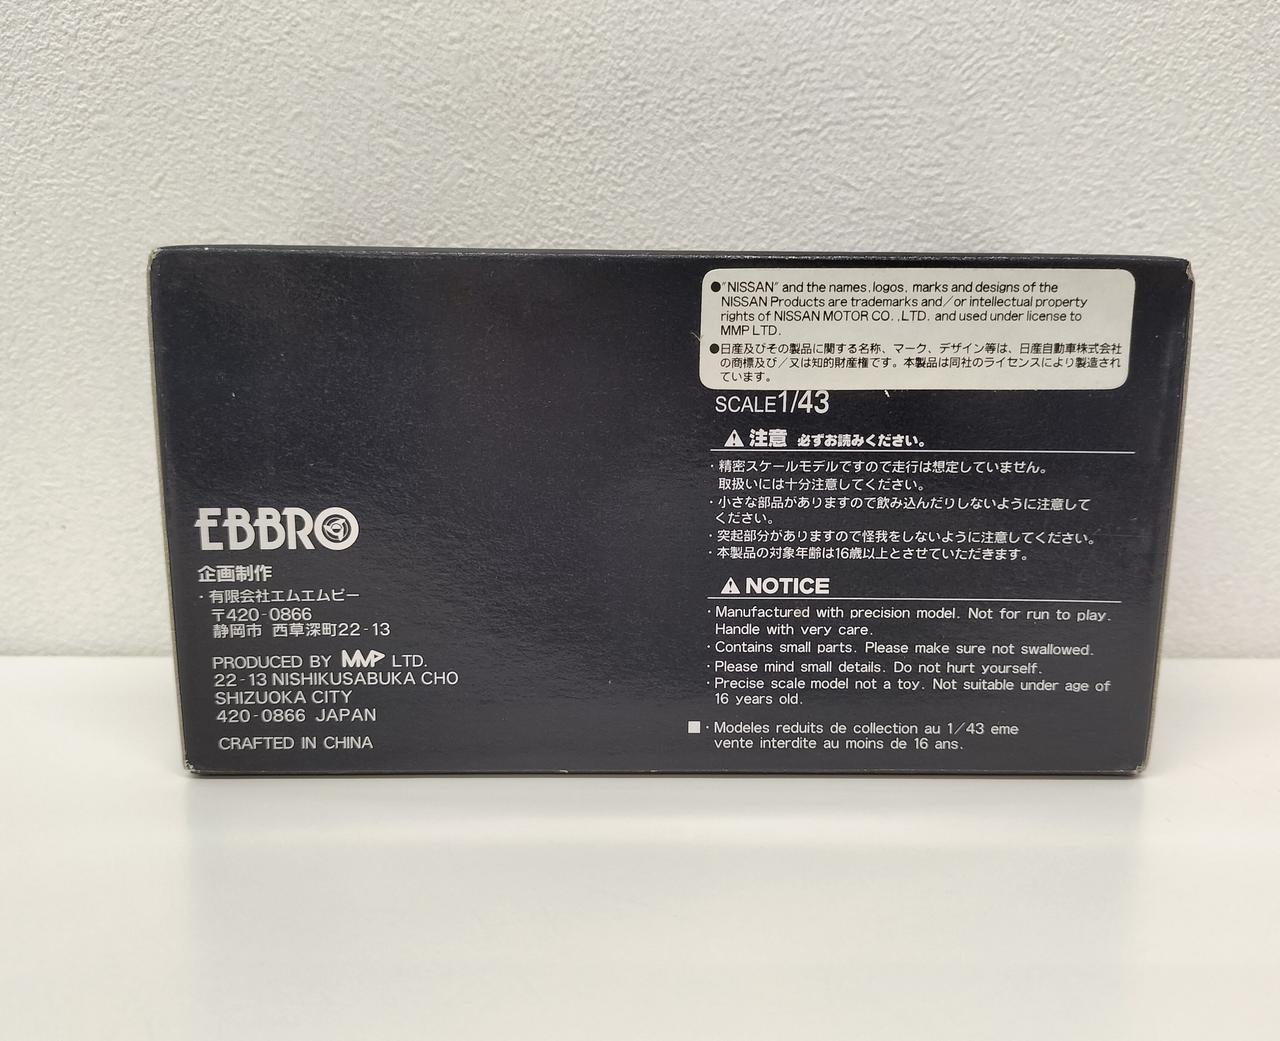 ●"NISSAN" and the names, logos, marks and designs of the
NISSAN Products are trademarks and/or intellectual property
rights of NISSAN MOTOR CO.,LTD. and used under license to
MMP LTD.
●日産及びその製品に関する名称、マーク、デザイン等は、日産自動車株式会社
の商標及び/又は知的財産権です。本製品は同社のライセンスにより製造され
ています。
SCALE1/43
注意 必ずお読みください。
・精密スケールモデルですので走行は想定していません。
取扱いには十分注意してください。
・小さな部品がありますので飲み込んだりしないように注意して
ください。
・突起部分がありますので怪我をしないように注意してください。
・本製品の対象年齢は16歳以上とさせていただきます。
NOTICE
・Manufactured with precision model. Not for run to play.
Handle with very care.
・Contains small parts. Please make sure not swallowed.
・Please mind small details. Do not hurt yourself.
・Precise scale model not a toy. Not suitable under age of
16 years old.
■・Modeles reduits de collection au 1/43 eme
vente interdite au moins de 16 ans.
EBBRO
企画制作
・有限会社エムエムピー
〒420-0866
静岡市 西草深町22-13
PRODUCED BY MMP LTD.
22-13 NISHIKUSABUKA CHO
SHIZUOKA CITY
420-0866 JAPAN
CRAFTED IN CHINA